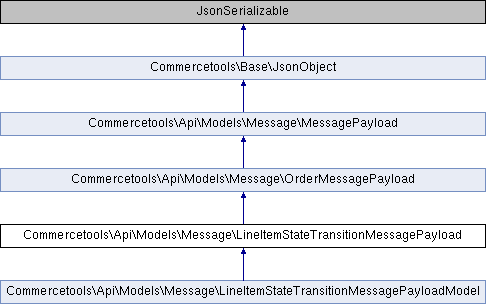 JsonSerializable
Commercetools\Base\JsonObject
Commercetools\Api\Models\Message\MessagePayload
Commercetools\Api\Models\Message\OrderMessagePayload
Commercetools\Api\Models\Message\LineItemStateTransitionMessagePayload
Commercetools\Api\Models\Message\LineItemStateTransitionMessagePayloadModel